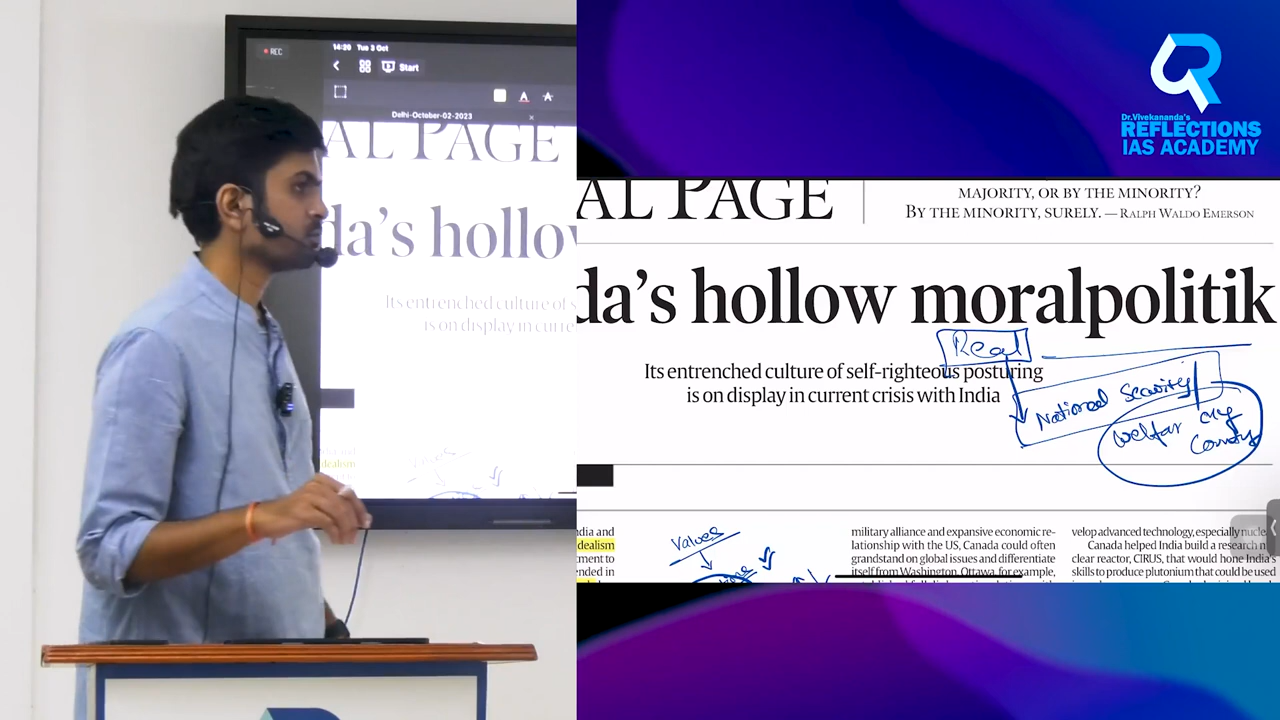 REC
14:20 Tue 3 Oct
Start
Delhi-October-02-2023
AL PAGE
da's hollo
Its entrenched culture of s
is on display in curre
dealism
Dr.Vivekananda's
REFLECTIONS
IAS ACADEMY
AL PAGE
MAJORITY, OR BY THE MINORITY?
BY THE MINORITY, SURELY. — RALPH WALDO EMERSON
da's hollow moralpolitik
Real
Its entrenched culture of self-righteous posturing
is on display in current crisis with India
National Security
Welfar
my
Country
ndia and
dealism
tment to
ended in
values
military alliance and expansive economic re-
lationship with the US, Canada could often
grandstand on global issues and differentiate
itself from Washington. Ottawa, for example,
velop advanced technology, especially nucle
Canada helped India build a research n
clear reactor, CIRUS, that would hone India's
skills to produce plutonium that could be used